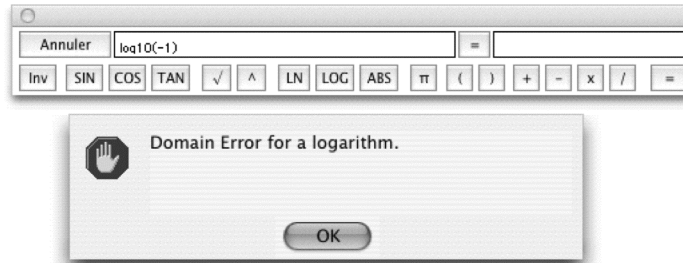 Annuler log10(-1) =
Inv SIN COS TAN √ ^ LN LOG ABS π ( ) + - x / =
Domain Error for a logarithm.
OK